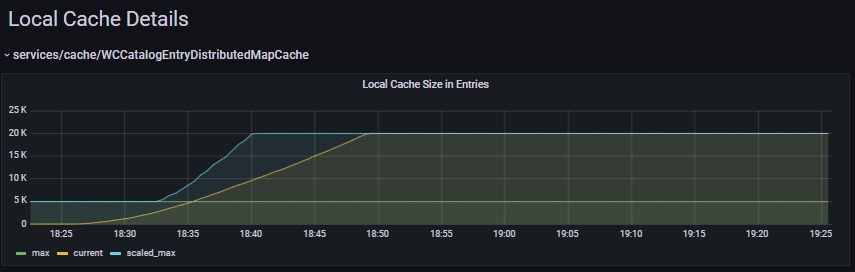 Local Cache Details
services/cache/WCCatalogEntryDistributedMapCache
Local Cache Size in Entries
25 K
20 K
15 K
10 K
5 K
0
18:25 18:30 18:35 18:40 18:45 18:50 18:55 19:00 19:05 19:10 19:15 19:20 19:25
max current scaled_max